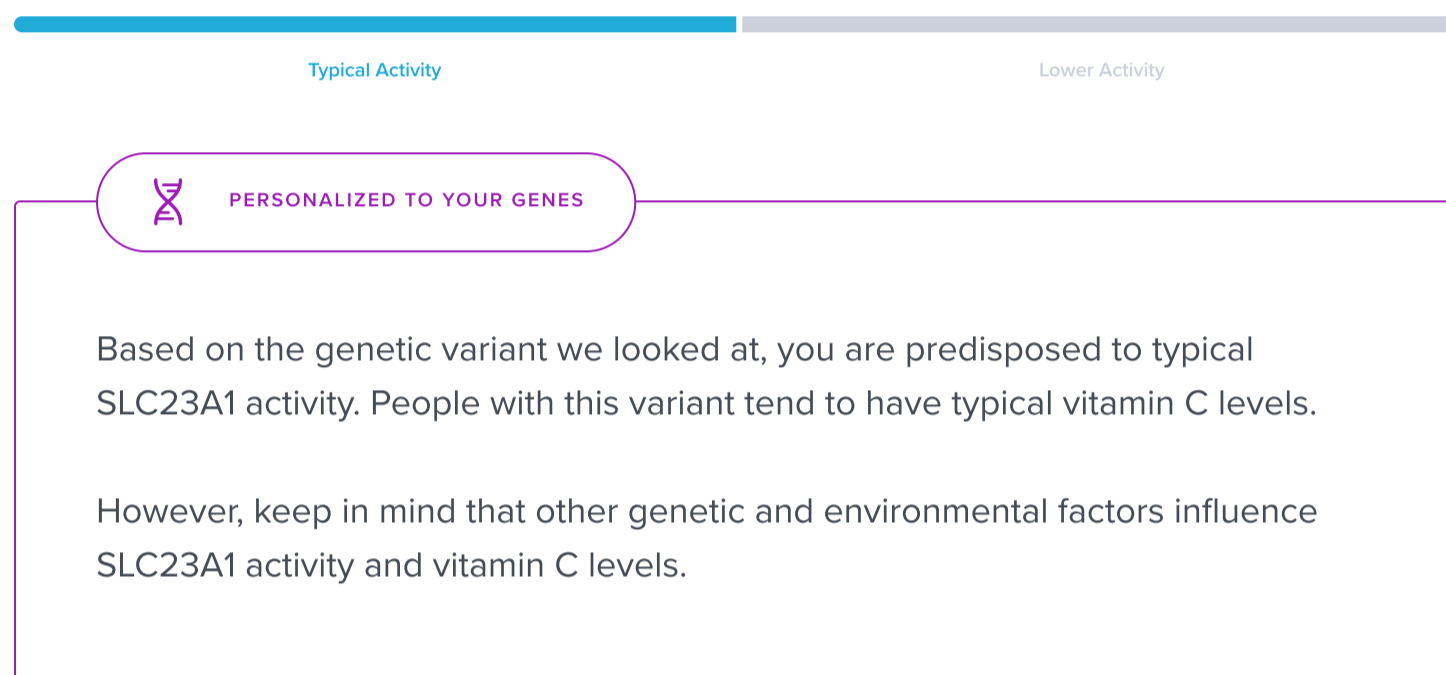 Typical Activity
Lower Activity
PERSONALIZED TO YOUR GENES
Based on the genetic variant we looked at, you are predisposed to typical
SLC23A1 activity. People with this variant tend to have typical vitamin C levels.
However, keep in mind that other genetic and environmental factors influence
SLC23A1 activity and vitamin C levels.